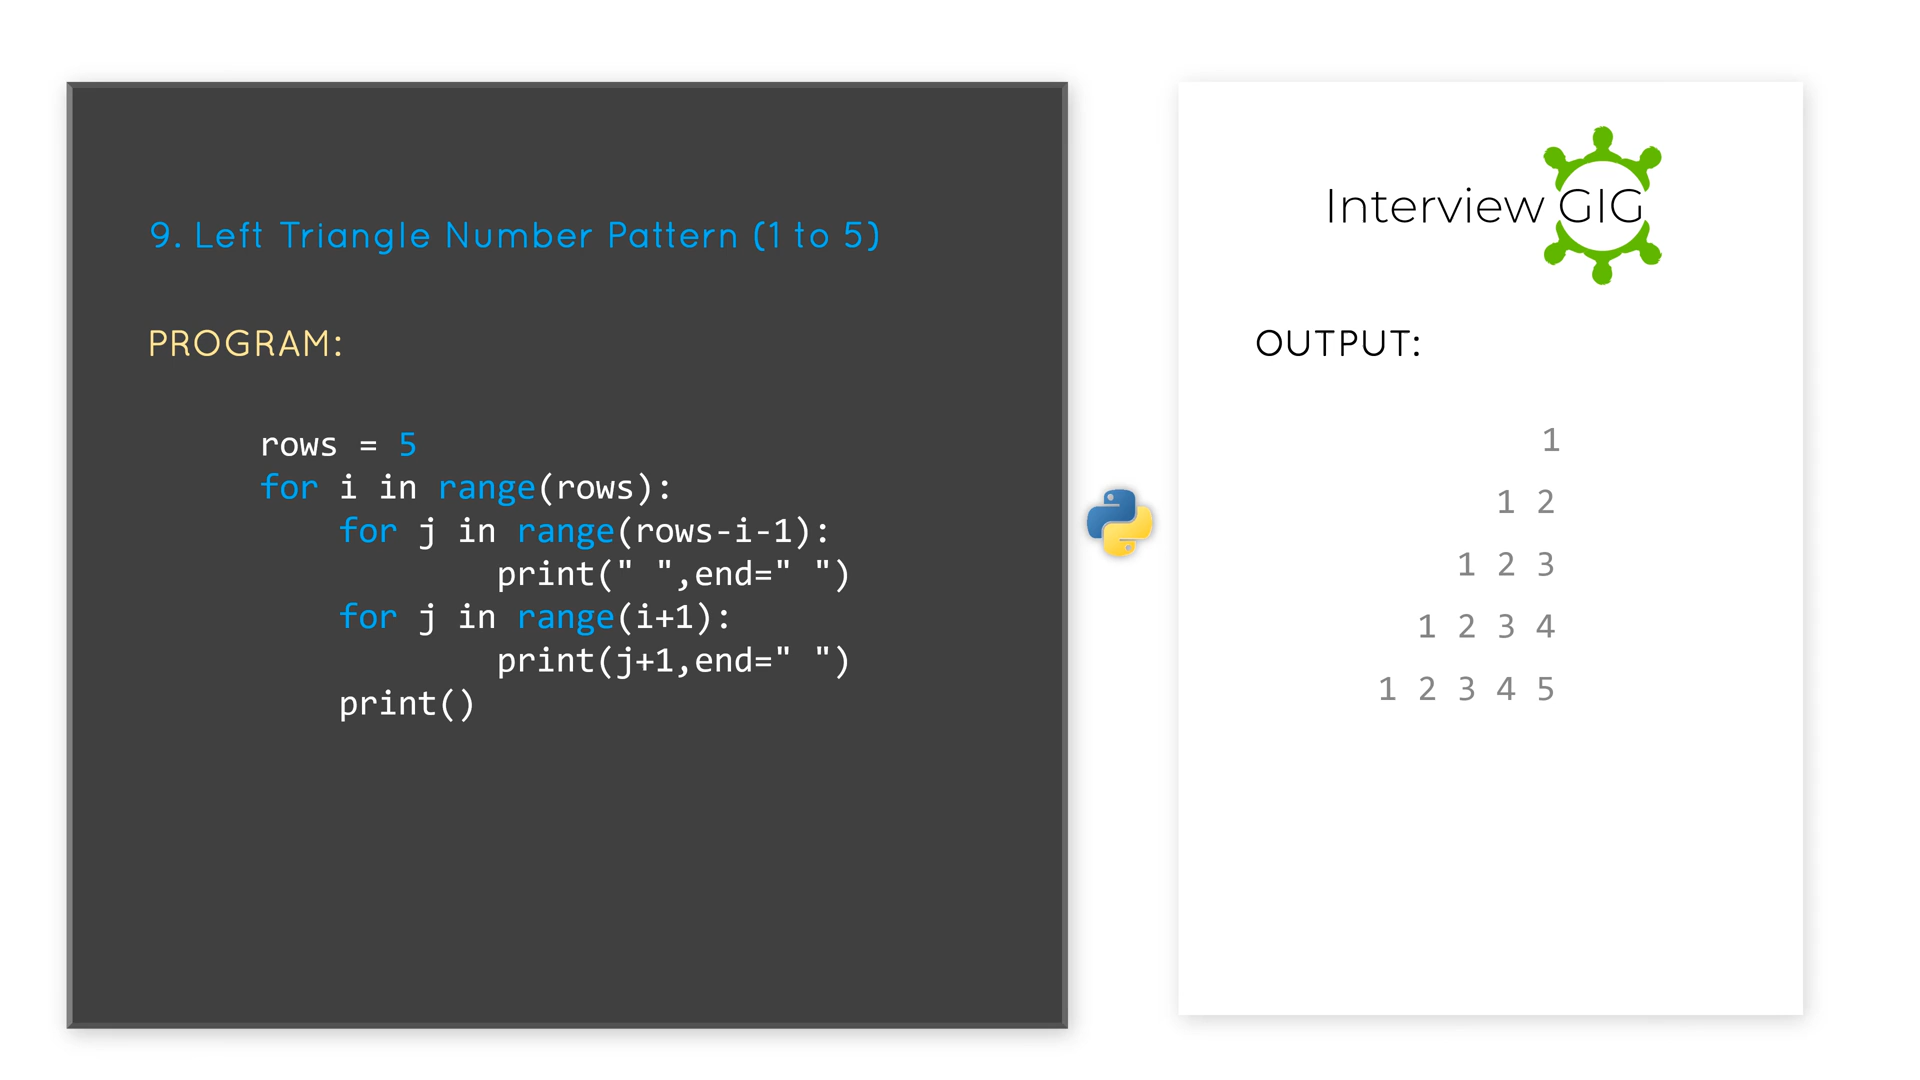 9. Left Triangle Number Pattern (1 to 5)
PROGRAM:
rows = 5
for i in range(rows):
    for j in range(rows-i-1):
            print(" ",end=" ")
    for j in range(i+1):
            print(j+1,end=" ")
    print()
Interview GIG
OUTPUT:
        1
      1 2
    1 2 3
  1 2 3 4
1 2 3 4 5